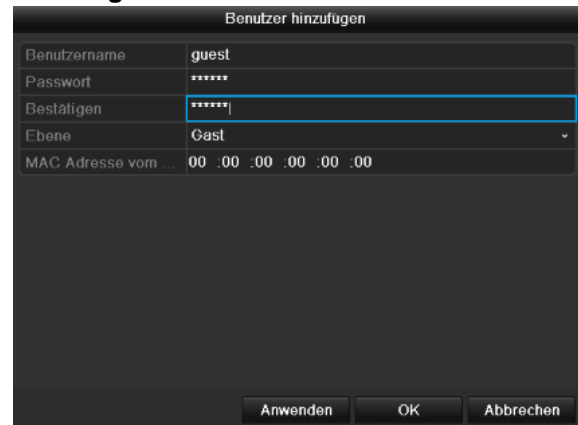 Benutzer hinzufügen
Benutzername guest
Passwort ******
Bestätigen ******
Ebene Gast
MAC Adresse vom ... 00 :00 :00 :00 :00 :00
Anwenden OK Abbrechen